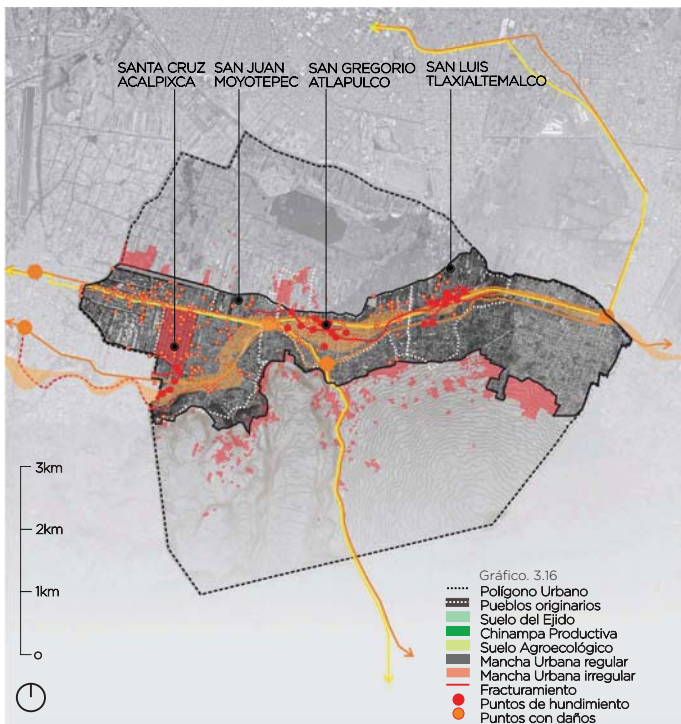 SANTA CRUZ
ACALPIXCA
SAN JUAN
MOYOTEPEC
SAN GREGORIO
ATLAPULCO
SAN LUIS
TLAXIALTEMALCO
3km
2km
1km
0
Gráfico. 3.16
Polígono Urbano
Pueblos originarios
Suelo del Ejido
Chinampa Productiva
Suelo Agroecológico
Mancha Urbana regular
Mancha Urbana irregular
Fracturamiento
Puntos de hundimiento
Puntos con daños